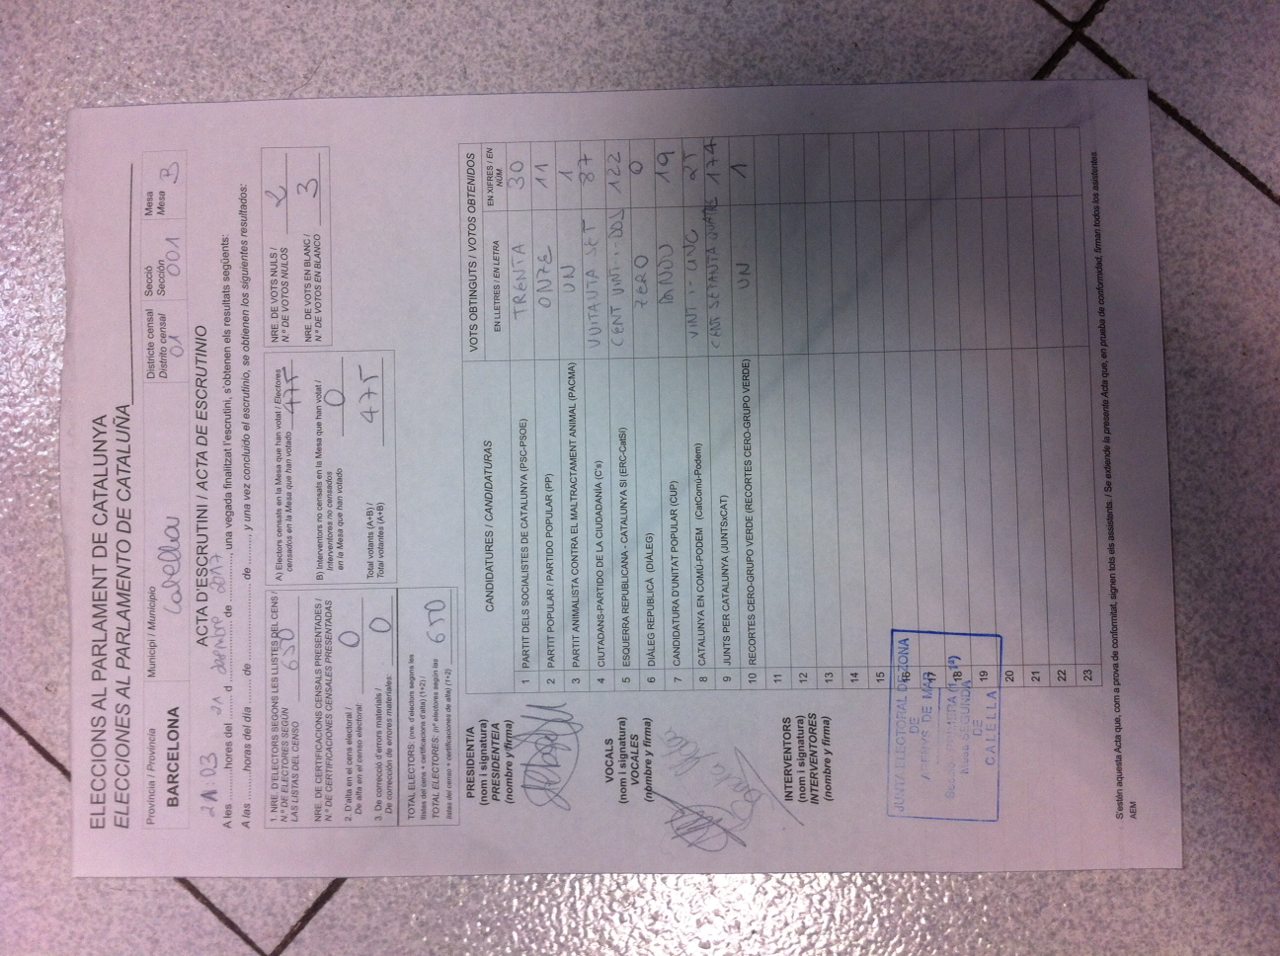 ELECCIONS AL PARLAMENT DE CATALUNYA
ELECCIONES AL PARLAMENTO DE CATALUÑA
Província / Provincia
BARCELONA
Municipi / Municipio
Calella
Districte censal
Distrito censal
01
Secció
Sección
001
Mesa
Mesa B
ACTA D'ESCRUTINI / ACTA DE ESCRUTINIO
A les 21 03 hores del 21 d desembre de 2017, una vegada finalitzat l'escrutini, s'obtenen els resultats següents:
A las ............horas del día............ de ........................ de ........., y una vez concluido el escrutinio, se obtienen los siguientes resultados:
1. NRE. D'ELECTORS SEGONS LES LLISTES DEL CENS /
N.º DE ELECTORES SEGÚN
LAS LISTAS DEL CENSO
650
NRE. DE CERTIFICACIONS CENSALS PRESENTADES /
N.º DE CERTIFICACIONES CENSALES PRESENTADAS
2. D'alta en el cens electoral /
De alta en el censo electoral:
0
3. De correcció d'errors materials /
De corrección de errores materiales:
0
TOTAL ELECTORS: (nre. d'electors segons les
llistes del cens + certificacions d'alta) (1+2) /
TOTAL ELECTORES: (nº electores según las
listas del censo + certificaciones de alta) (1+2)
650
A) Electors censats en la Mesa que han votat / Electores
censados en la Mesa que han votado
475
B) Interventors no censats en la Mesa que han votat /
Interventores no censados
en la Mesa que han votado
0
Total votants (A+B) /
Total votantes (A+B)
475
NRE. DE VOTS NULS /
N.º DE VOTOS NULOS
2
NRE. DE VOTS EN BLANC /
N.º DE VOTOS EN BLANCO
3
PRESIDENTIA
(nom i signatura)
PRESIDENTEIA
(nombre y firma)
VOCALS
(nom i signatura)
VOCALES
(nombre y firma)
INTERVENTORS
(nom i signatura)
INTERVENTORES
(nombre y firma)
CANDIDATURES / CANDIDATURAS
VOTS OBTINGUTS / VOTOS OBTENIDOS
EN LLETRES / EN LETRA
EN XIFRES / EN NÚM.
1 PARTIT DELS SOCIALISTES DE CATALUNYA (PSC-PSOE) TRENTA 30
2 PARTIT POPULAR / PARTIDO POPULAR (PP) ONZE 11
3 PARTIT ANIMALISTA CONTRA EL MALTRACTAMENT ANIMAL (PACMA) UN 1
4 CIUTADANS-PARTIDO DE LA CIUDADANÍA (C's) VUITANTA SET 87
5 ESQUERRA REPUBLICANA - CATALUNYA SI (ERC-CatSí) CENT VINT-I-DOS 122
6 DIÀLEG REPUBLICÀ (DIÀLEG) ZERO 0
7 CANDIDATURA D'UNITAT POPULAR (CUP) DINOU 19
8 CATALUNYA EN COMÚ-PODEM (CatComú-Podem) VINT-I-CINC 25
9 JUNTS PER CATALUNYA (JUNTSxCAT) CENT SETANTA QUATRE 174
10 RECORTES CERO-GRUPO VERDE (RECORTES CERO-GRUPO VERDE) UN 1
11
12
13
14
15
16
17
18
19
20
21
22
23
JUNTA ELECTORAL DE ZONA
DE
ARENYS DE MAR
SEGUNDA
DE
CALELLA
S'estén aquesta Acta que, com a prova de conformitat, signen tots els assistents. / Se extiende la presente Acta que, en prueba de conformidad, firman todos los asistentes.
AEM